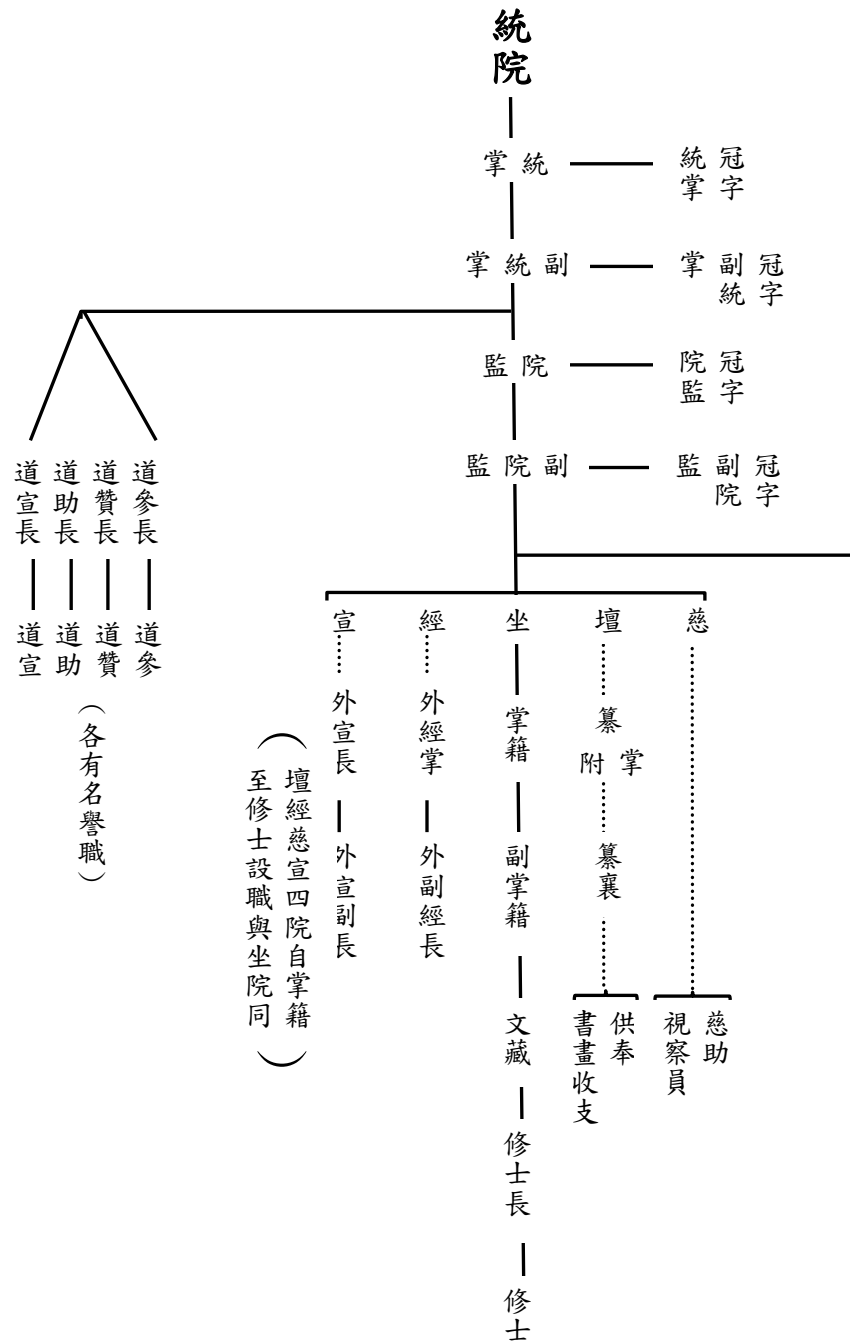 統院
統掌
冠字
統掌
副統掌
冠字
副統
掌
院監
冠字
院監
副院監
冠字
副院
監
道參長
道贊長
道助長
道宣長
道參
道贊
道助
道宣
（各有名譽職）
慈
慈助
視察員
壇
纂
掌附
纂襄
供奉
書畫收支
坐
掌籍
副掌籍
文藏
修士長
修士
經
外經掌
外副經長
宣
外宣長
外宣副長
（壇經慈宣四院自掌籍
至修士設職與坐院同）